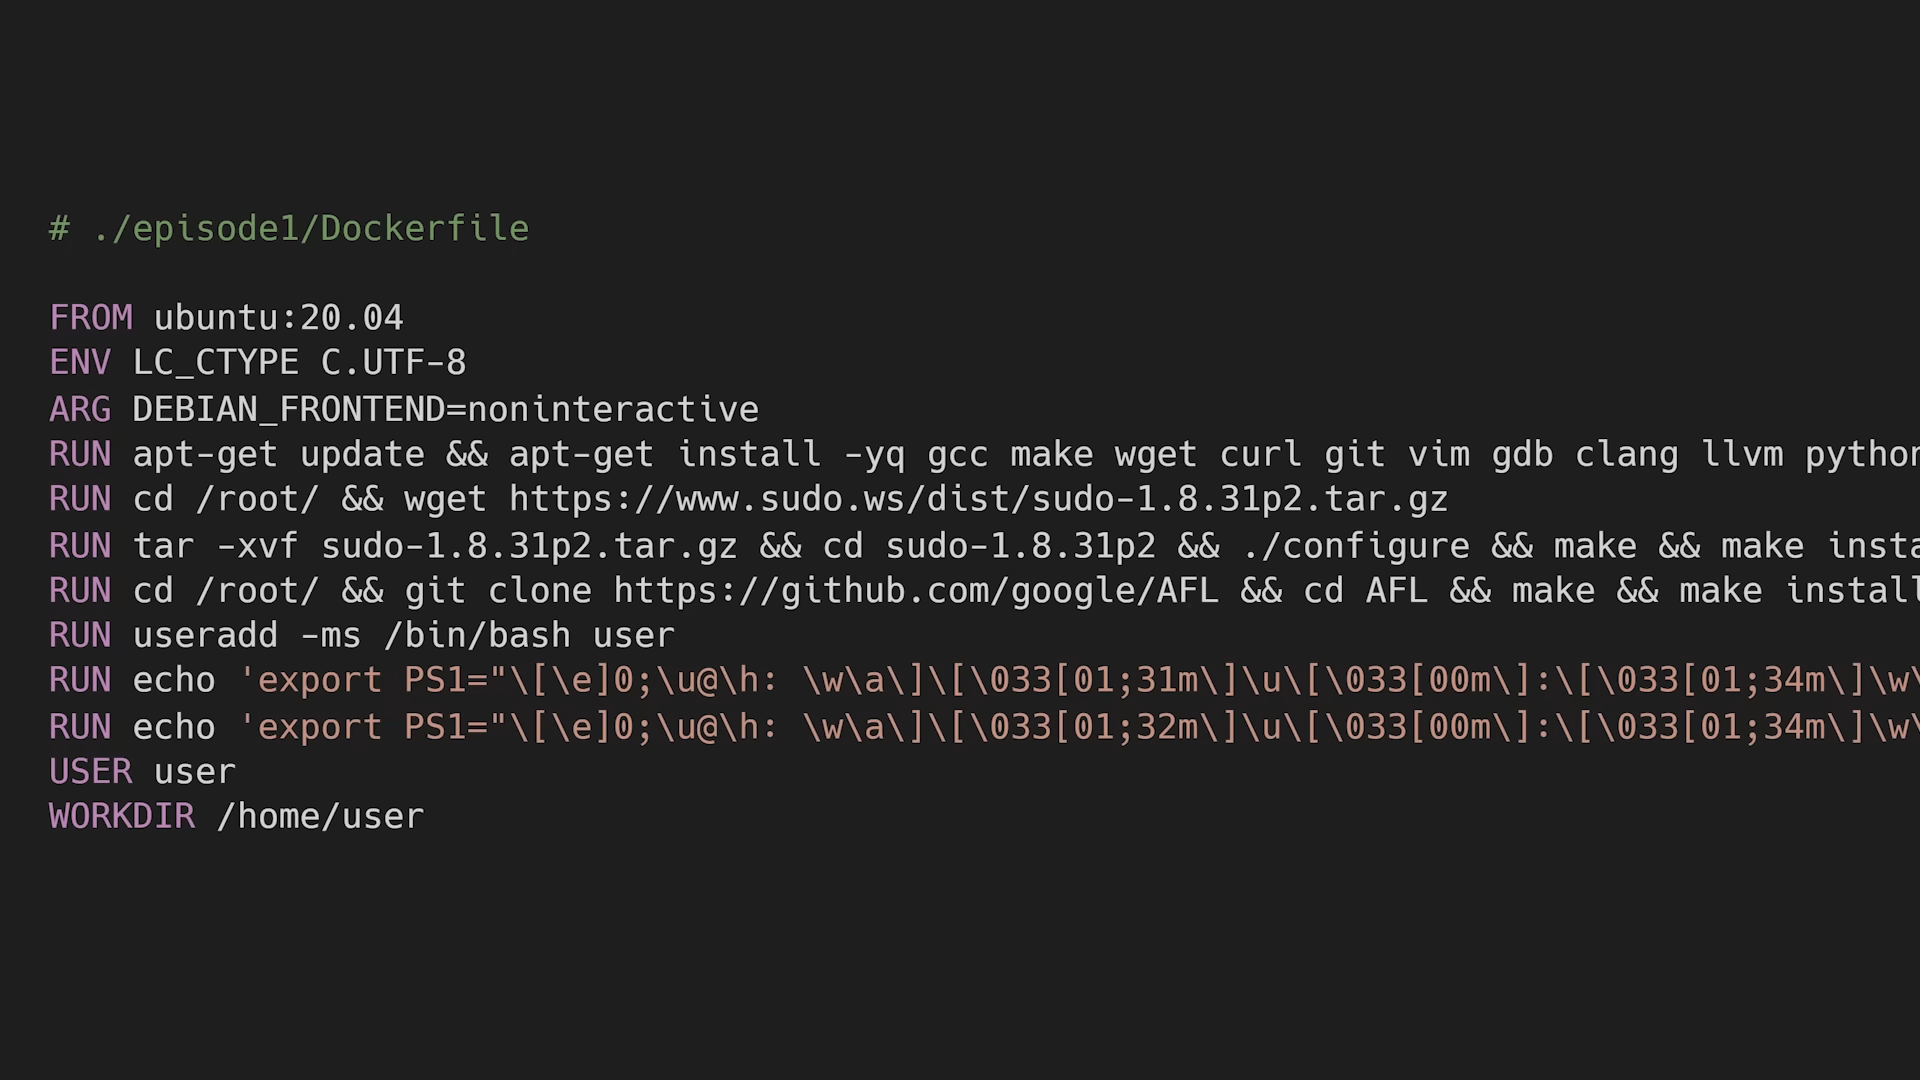 # ./episode1/Dockerfile
FROM ubuntu:20.04
ENV LC_CTYPE C.UTF-8
ARG DEBIAN_FRONTEND=noninteractive
RUN apt-get update && apt-get install -yq gcc make wget curl git vim gdb clang llvm python
RUN cd /root/ && wget https://www.sudo.ws/dist/sudo-1.8.31p2.tar.gz
RUN tar -xvf sudo-1.8.31p2.tar.gz && cd sudo-1.8.31p2 && ./configure && make && make insta
RUN cd /root/ && git clone https://github.com/google/AFL && cd AFL && make && make install
RUN useradd -ms /bin/bash user
RUN echo 'export PS1="\[\e]0;\u@\h: \w\a\]\[\033[01;31m\]\u\[\033[00m\]:\[\033[01;34m\]\w\
RUN echo 'export PS1="\[\e]0;\u@\h: \w\a\]\[\033[01;32m\]\u\[\033[00m\]:\[\033[01;34m\]\w\
USER user
WORKDIR /home/user